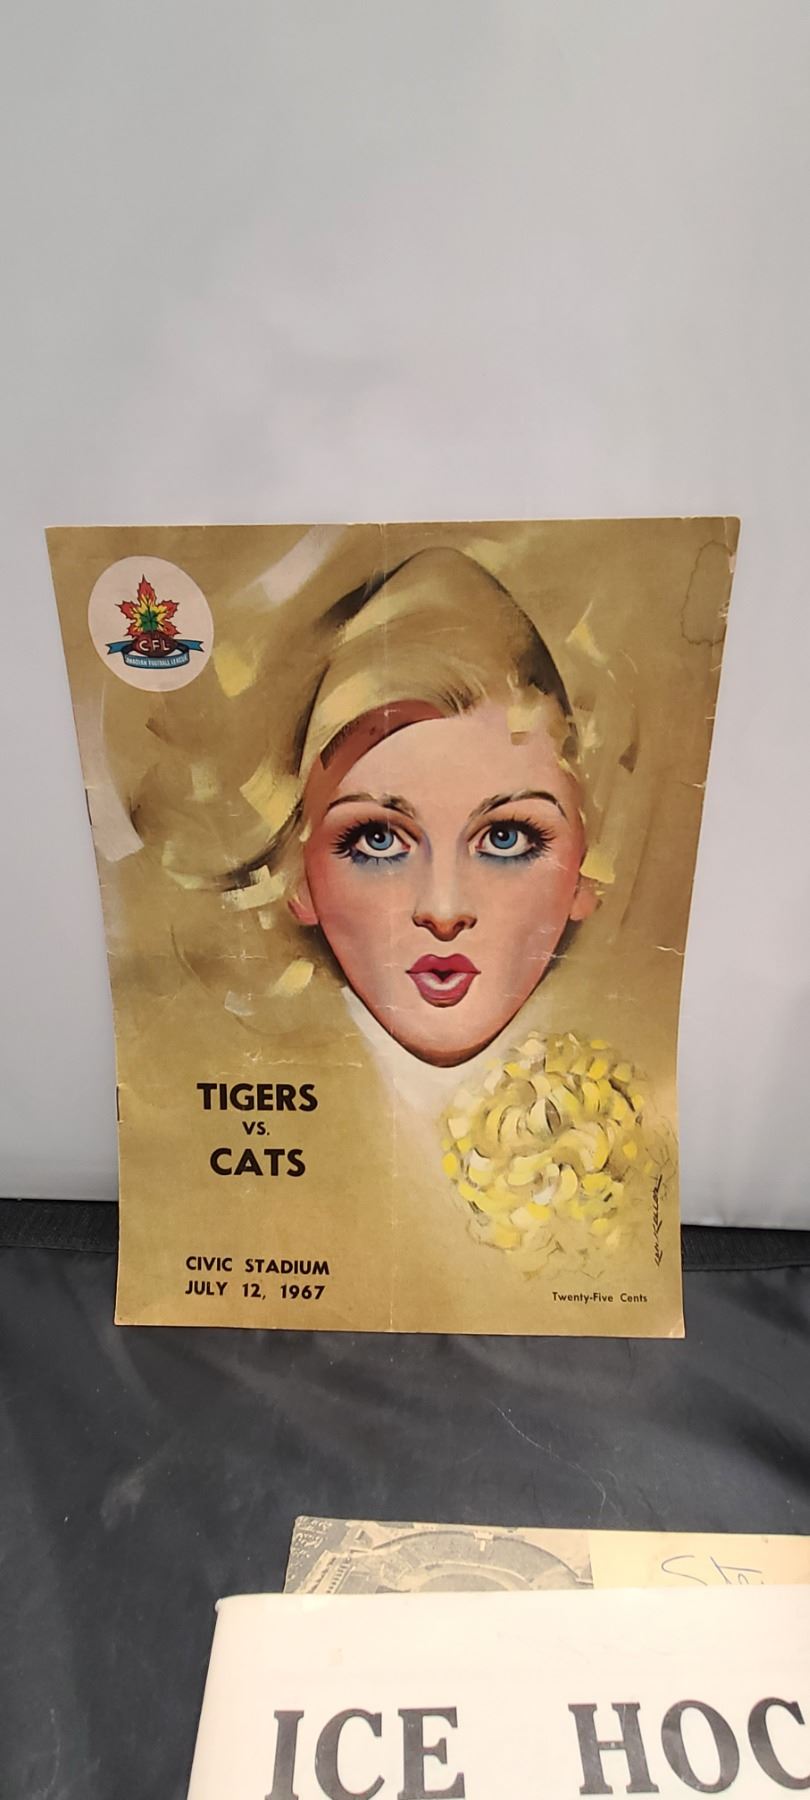 CFL
CANADIAN FOOTBALL LEAGUE
TIGERS
VS.
CATS
CIVIC STADIUM
JULY 12, 1967
Twenty-Five Cents
ICE HOC